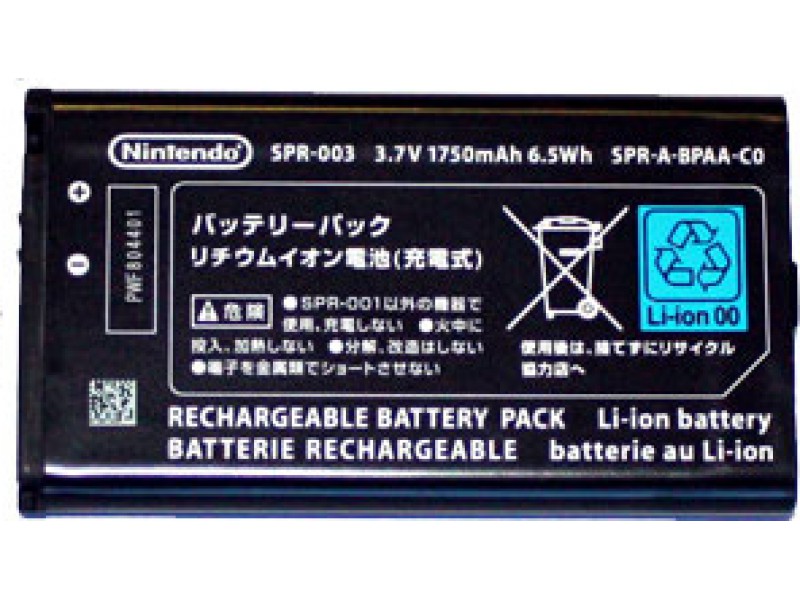 Nintendo SPR-003 3.7V 1750mAh 6.5Wh SPR-A-BPAA-C0
+
−
PWF804401
バッテリーパック
リチウムイオン電池(充電式)
危険 ●SPR-001以外の機器で
使用、充電しない ●火中に
投入、加熱しない ●分解、改造はしない
●電子を金属類でショートさせない
Li-ion 00
使用後は、捨てずにリサイクル
協力店へ
RECHARGEABLE BATTERY PACK Li-ion battery
BATTERIE RECHARGEABLE batterie au Li-ion